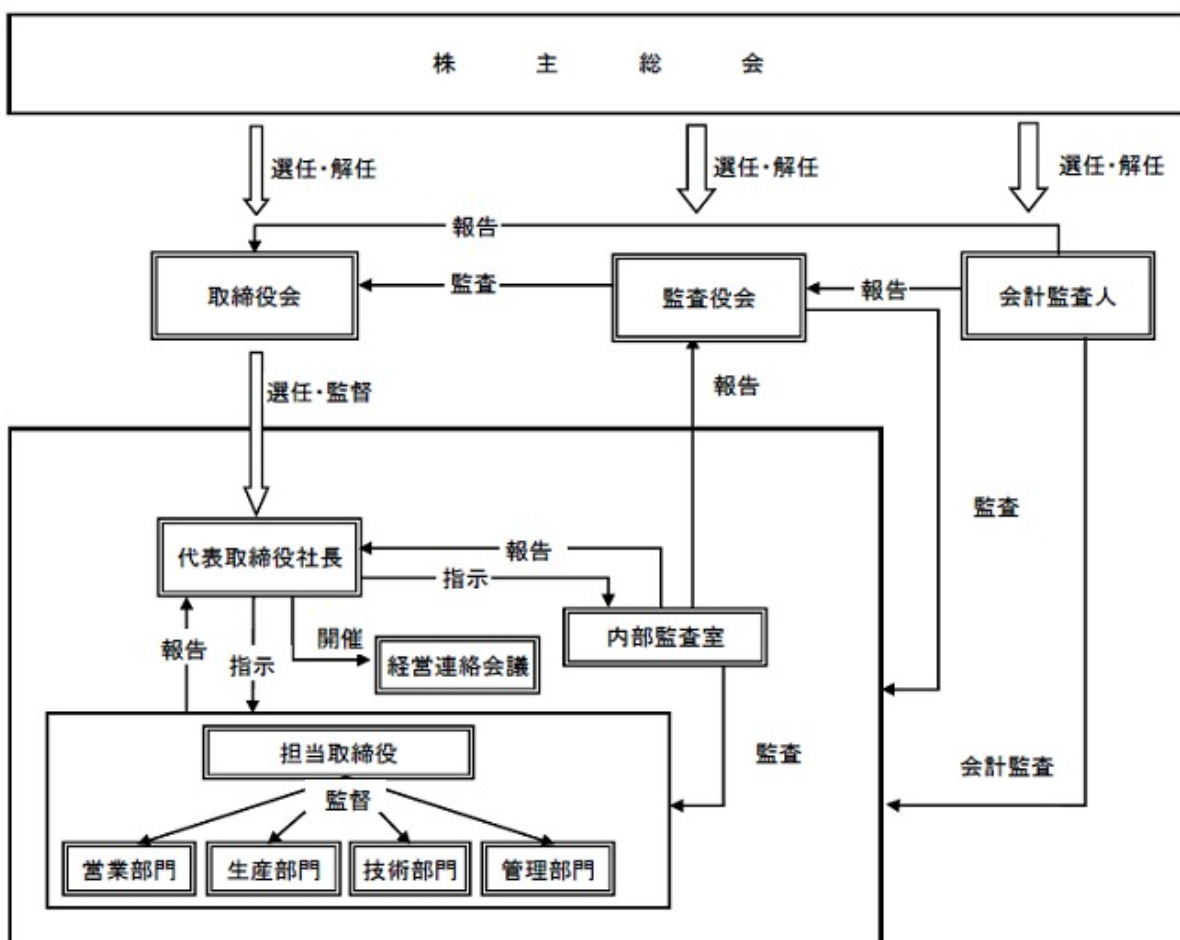 株主総会
選任・解任
選任・解任
選任・解任
報告
取締役会
監査
監査役会
報告
会計監査人
選任・監督
報告
監査
代表取締役社長
報告
指示
内部監査室
報告
指示
開催
経営連絡会議
担当取締役
監査
会計監査
監督
営業部門
生産部門
技術部門
管理部門